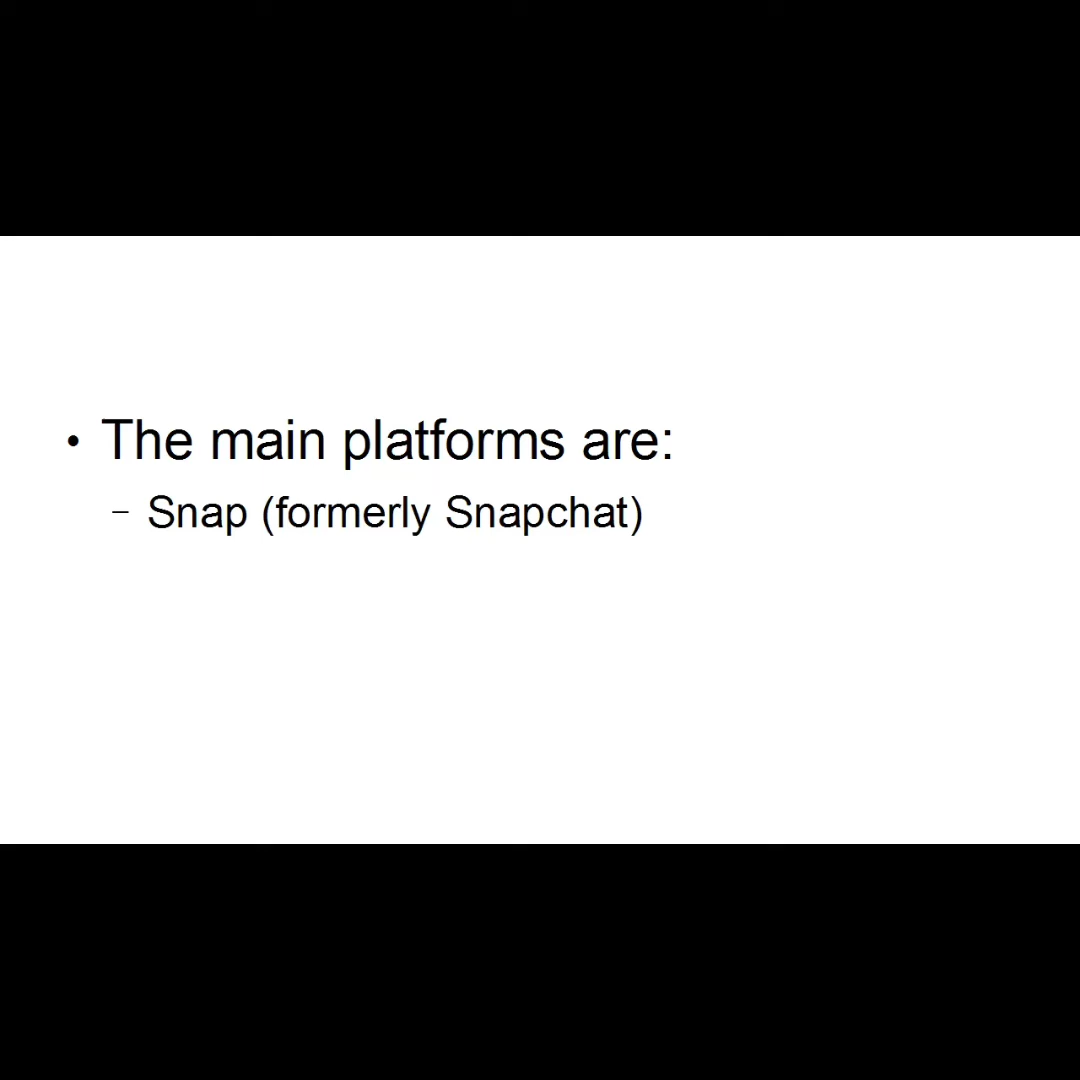 • The main platforms are:
– Snap (formerly Snapchat)